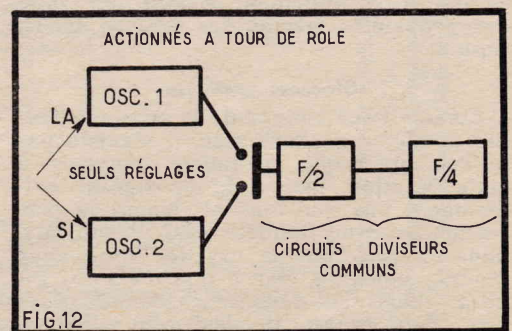 ACTIONNÉS A TOUR DE RÔLE
OSC.1
LA
SEULS RÉGLAGES
F/2
F/4
SI
OSC.2
CIRCUITS DIVISEURS
COMMUNS
FIG.12